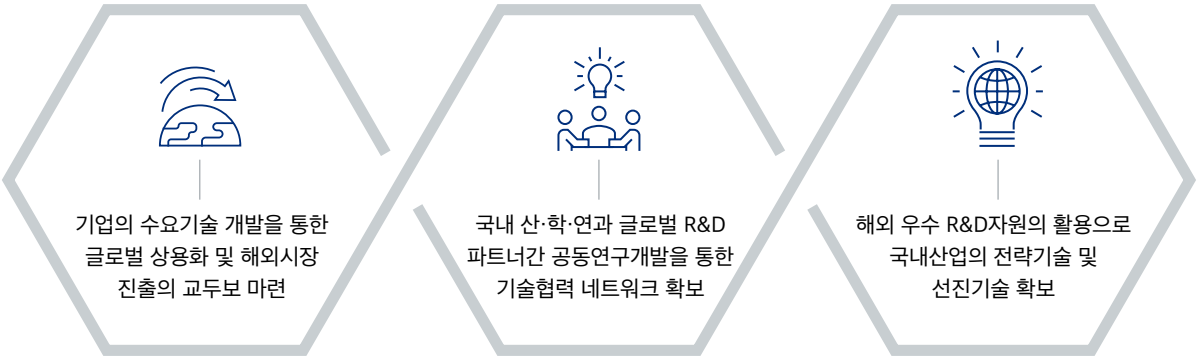 기업의 수요기술 개발을 통한
글로벌 상용화 및 해외시장
진출의 교두보 마련
국내 산·학·연과 글로벌 R&D
파트너간 공동연구개발을 통한
기술협력 네트워크 확보
해외 우수 R&D자원의 활용으로
국내산업의 전략기술 및
선진기술 확보